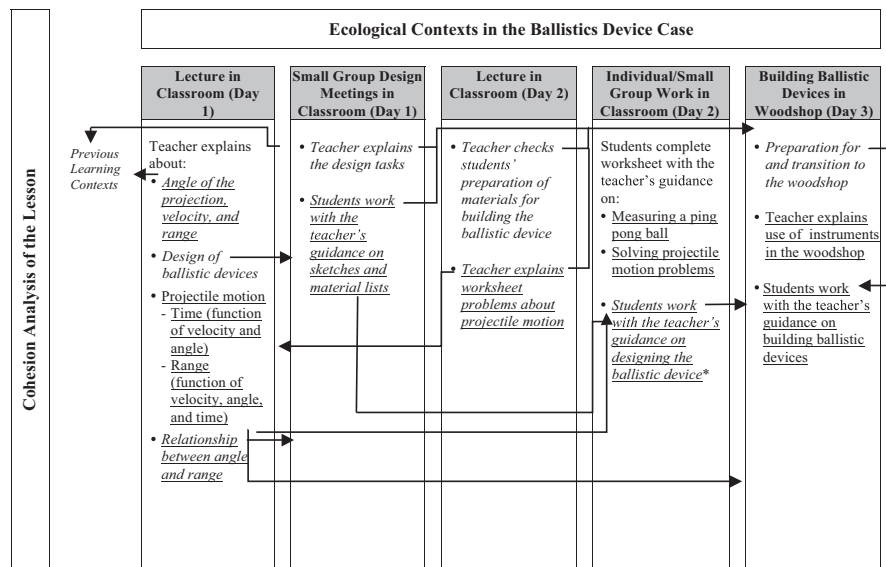 Ecological Contexts in the Ballistics Device Case
Cohesion Analysis of the Lesson
Previous
Learning
Contexts
Lecture in
Classroom (Day
1)
Teacher explains
about:
• Angle of the
projection,
velocity, and
range
• Design of
ballistic devices
• Projectile motion
- Time (function
of velocity and
angle)
- Range
(function of
velocity, angle,
and time)
• Relationship
between angle
and range
Small Group Design
Meetings in
Classroom (Day 1)
• Teacher explains
the design tasks
• Students work
with the
teacher's
guidance on
sketches and
material lists
Lecture in
Classroom (Day 2)
• Teacher checks
students'
preparation of
materials for
building the
ballistic device
• Teacher explains
worksheet
problems about
projectile motion
Individual/Small
Group Work in
Classroom (Day 2)
Students complete
worksheet with the
teacher's guidance
on:
• Measuring a ping
pong ball
• Solving projectile
motion problems
• Students work
with the teacher's
guidance on
designing the
ballistic device*
Building Ballistic
Devices in
Woodshop (Day 3)
• Preparation for
and transition to
the woodshop
• Teacher explains
use of instruments
in the woodshop
• Students work
with the teacher's
guidance on
building ballistic
devices